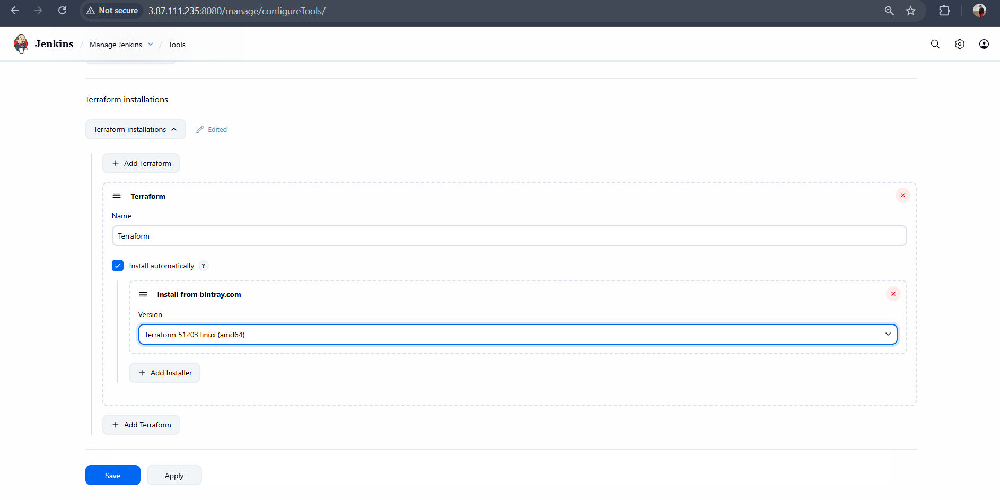 Not secure 3.87.111.235:8080/manage/configureTools/
Jenkins / Manage Jenkins / Tools
Terraform installations
Terraform installations Edited
+ Add Terraform
Terraform
Name
Terraform
Install automatically ?
Install from bintray.com
Version
Terraform 51203 linux (amd64)
+ Add Installer
+ Add Terraform
Save Apply